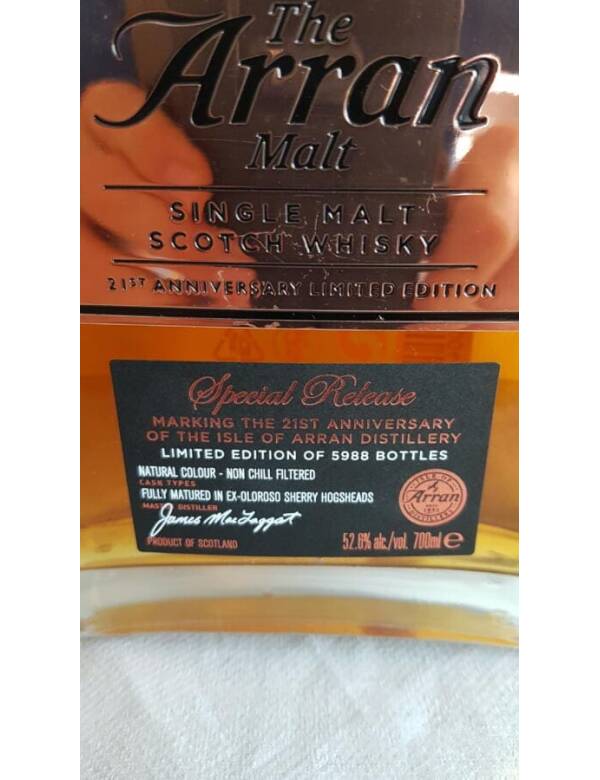 The
Arran
Malt
SINGLE MALT
SCOTCH WHISKY
21ST ANNIVERSARY LIMITED EDITION
Special Release
MARKING THE 21ST ANNIVERSARY
OF THE ISLE OF ARRAN DISTILLERY
LIMITED EDITION OF 5988 BOTTLES
NATURAL COLOUR - NON CHILL FILTERED
CASK TYPES
FULLY MATURED IN EX-OLOROSO SHERRY HOGSHEADS
MASTER DISTILLER
James MacTaggart
PRODUCT OF SCOTLAND
52.6% alc./vol. 700ml e
ISLE OF
Arran